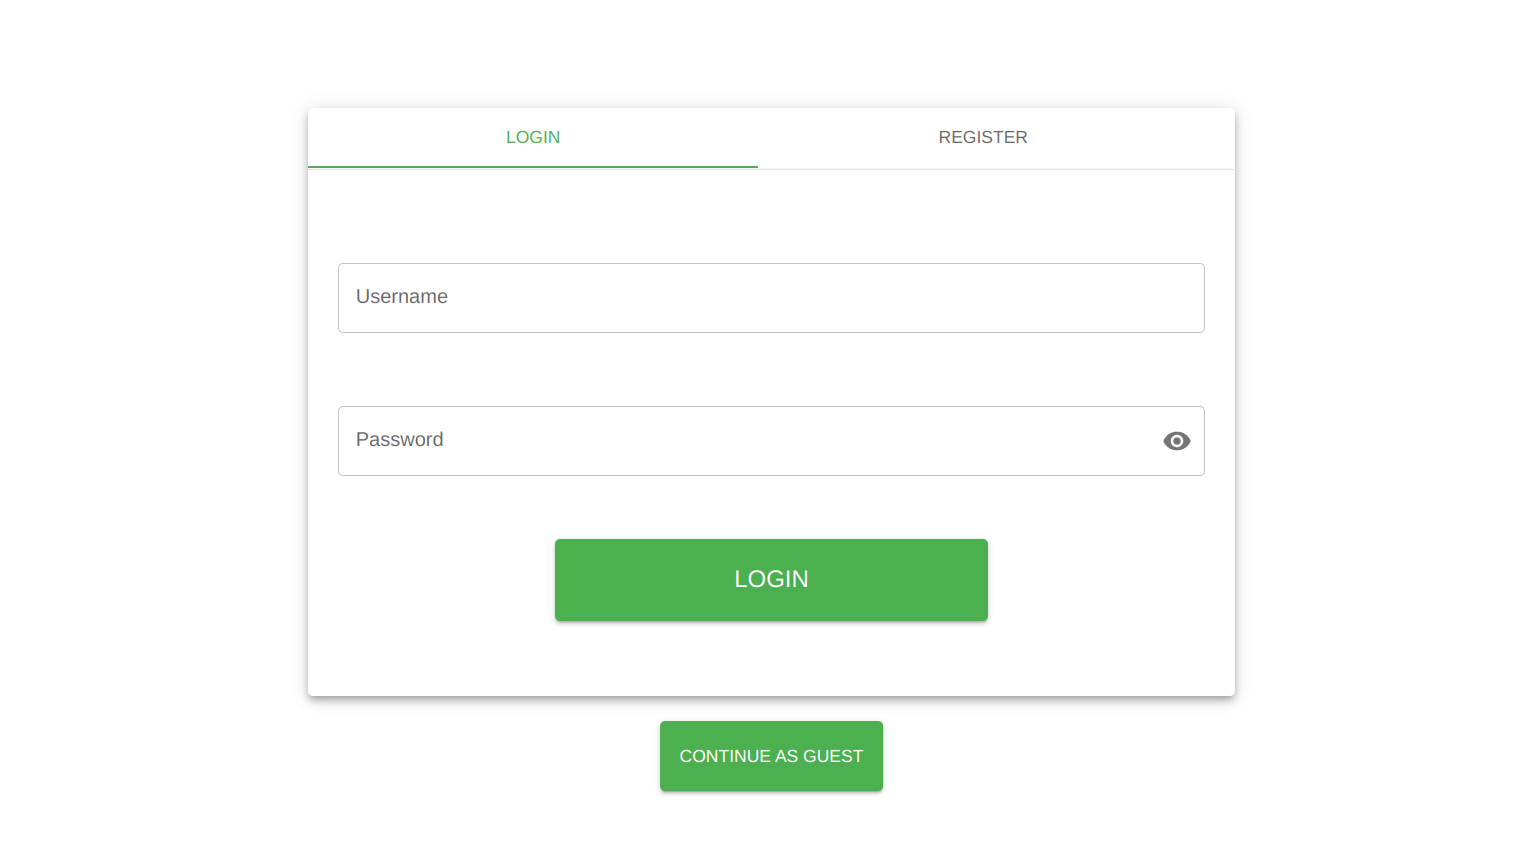 LOGIN
REGISTER
Username
Password
LOGIN
CONTINUE AS GUEST